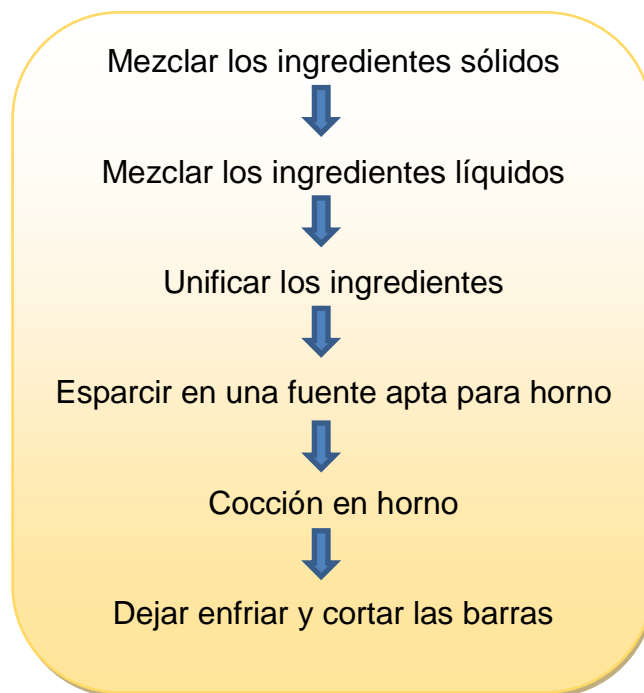 Mezclar los ingredientes sólidos
Mezclar los ingredientes líquidos
Unificar los ingredientes
Esparcir en una fuente apta para horno
Cocción en horno
Dejar enfriar y cortar las barras